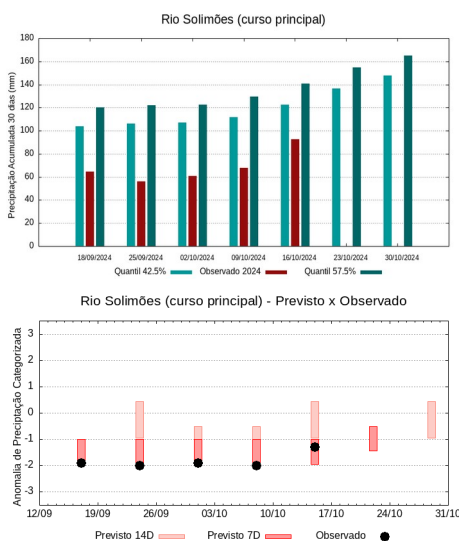 Rio Solimões (curso principal)
Precipitação Acumulada 30 dias (mm)
180
160
140
120
100
80
60
40
20
0
18/09/2024 25/09/2024 02/10/2024 09/10/2024 16/10/2024 23/10/2024 30/10/2024
Quantil 42.5% Observado 2024 Quantil 57.5%
Rio Solimões (curso principal) - Previsto x Observado
Anomalia de Precipitação Categorizada
3
2
1
0
-1
-2
-3
12/09 19/09 26/09 03/10 10/10 17/10 24/10 31/10
Previsto 14D Previsto 7D Observado